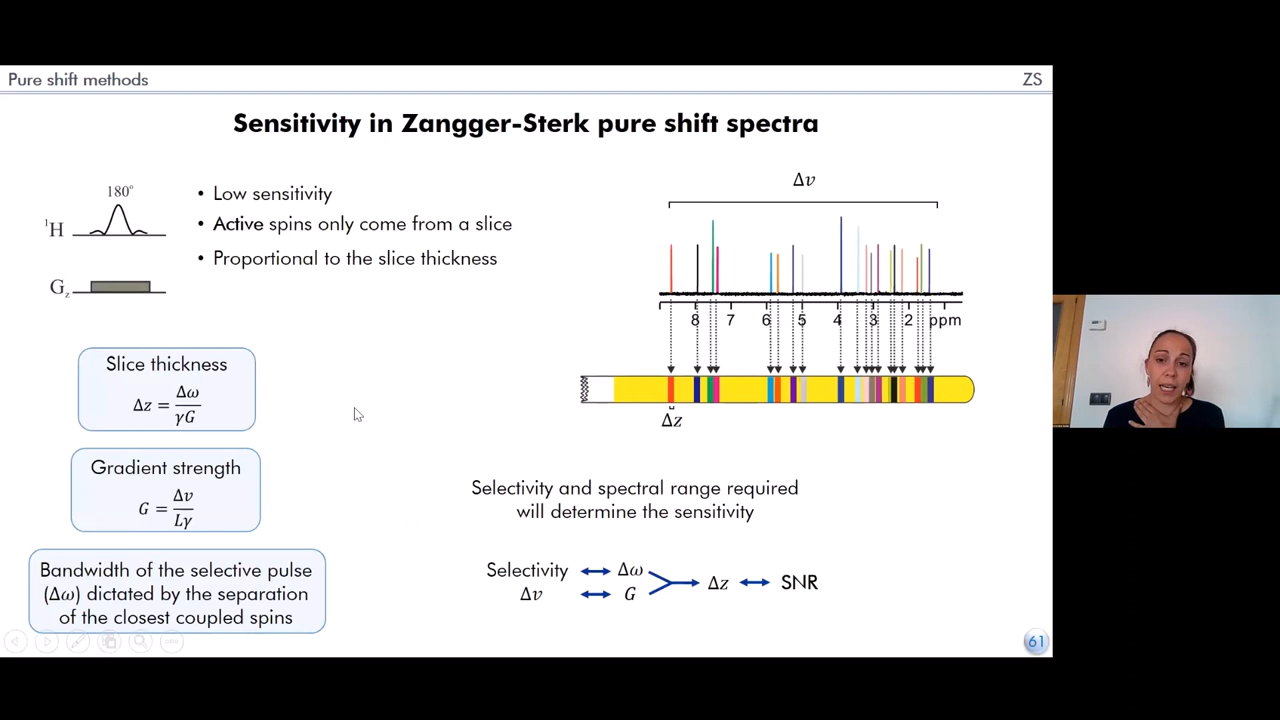 Pure shift methods
ZS
Sensitivity in Zangger-Sterk pure shift spectra
180°
¹H
G_z
• Low sensitivity
• Active spins only come from a slice
• Proportional to the slice thickness
Slice thickness
Δz = Δω / γG
Gradient strength
G = Δν / Lγ
Bandwidth of the selective pulse
(Δω) dictated by the separation
of the closest coupled spins
Δν
8 7 6 5 4 3 2 ppm
Δz
Selectivity and spectral range required
will determine the sensitivity
Selectivity ↔ Δω
Δν ↔ G
→ Δz ↔ SNR
61